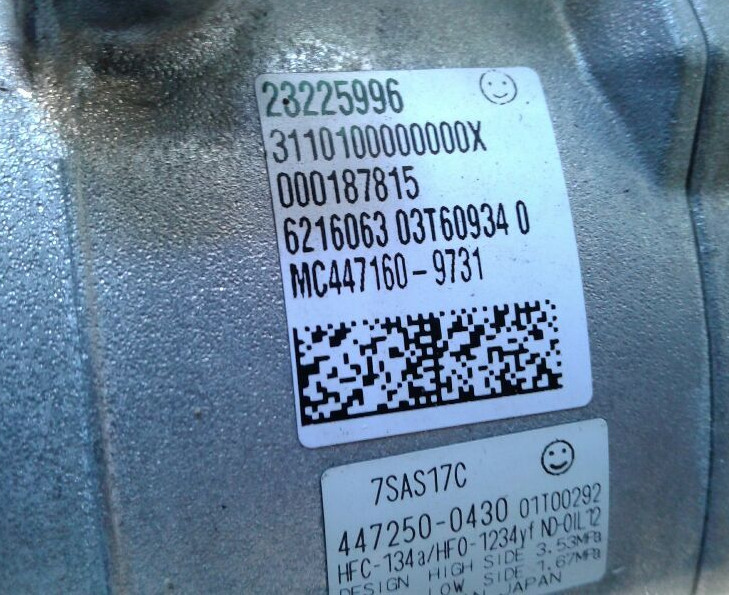 23225996
3110100000000X
000187815
6216063 03T60934 0
MC447160-9731
7SAS17C
447250-0430 01T00292
HFC-134a/HFO-1234yf ND-OIL12
DESIGN HIGH SIDE 3.53MPa
LOW SIDE 1.67MPa
JAPAN